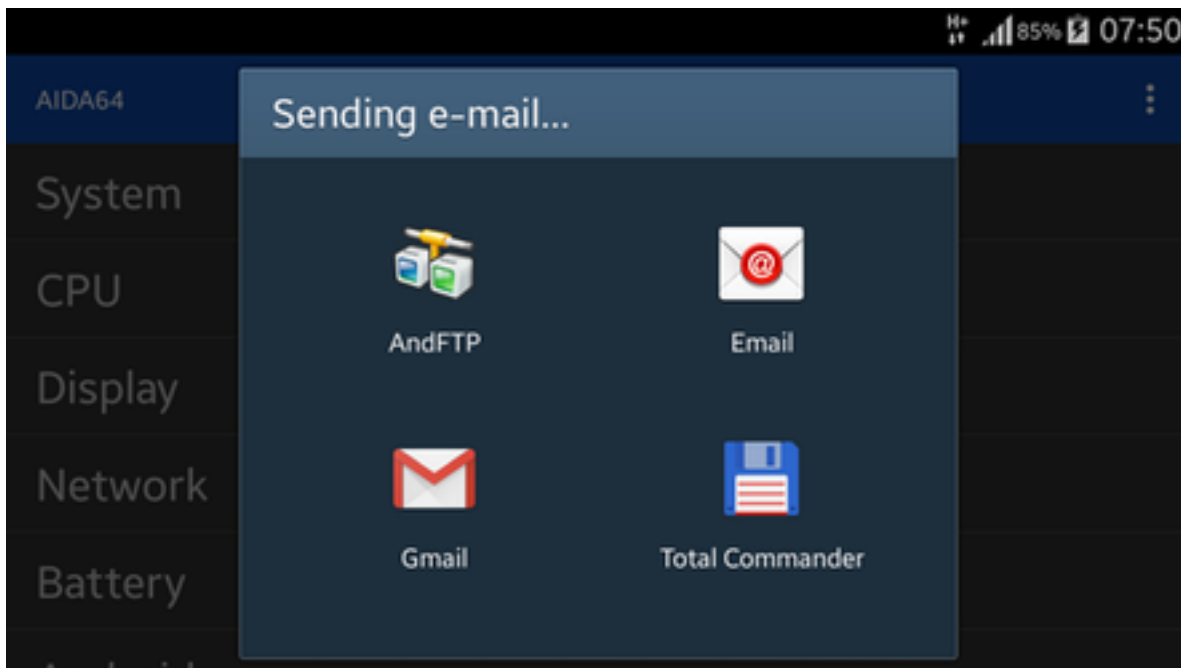 H+ 85% 07:50
AIDA64
Sending e-mail...
System
CPU
Display
Network
Battery
AndFTP
Email
Gmail
Total Commander